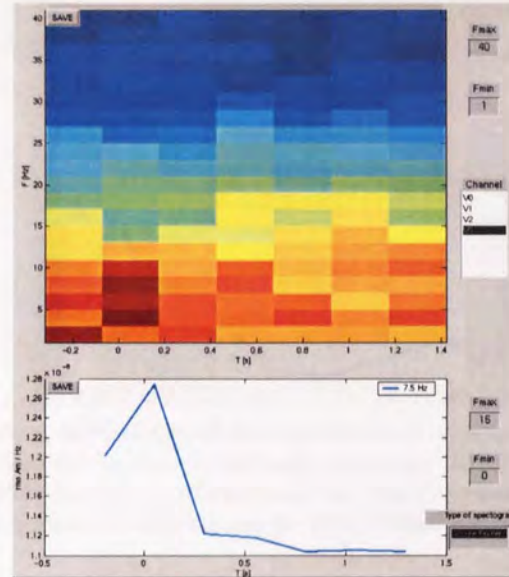 SAVE
Fmax
40
40
35
Fmin
1
30
25
F [Hz]
20
Channel
V0
V1
V2
15
10
5
-0.2
0
0.2
0.4
0.6
0.8
1
1.2
1.4
T [s]
× 10
1.28
SAVE
7.5 Hz
1.26
Fmax
15
1.24
1.22
1.2
1.18
Fmin
0
1.16
1.14
1.12
1.1
-0.5
0
0.5
1
1.5
T [s]